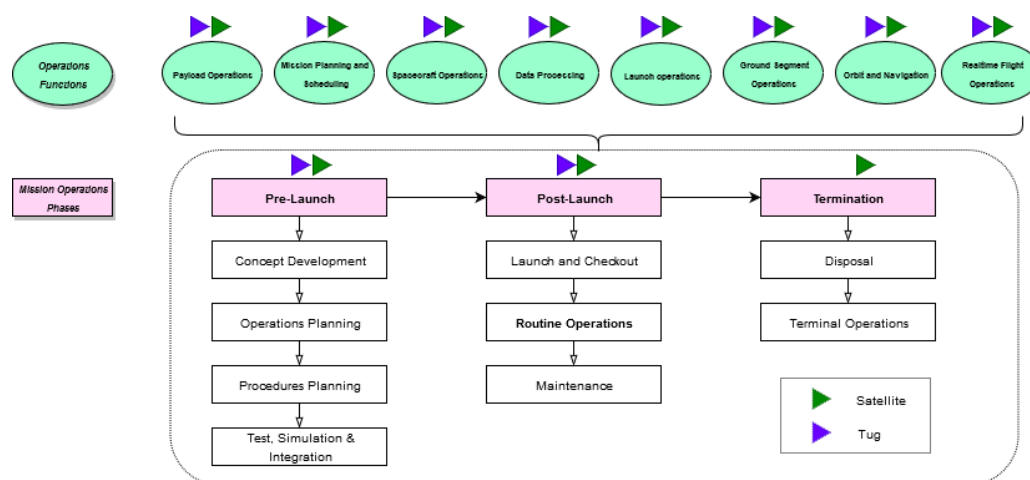 Operations
Functions
Payload Operations
Mission Planning and
Scheduling
Spacecraft Operations
Data Processing
Launch operations
Ground Segment
Operations
Orbit and Navigation
Realtime Flight
Operations
Mission Operations
Phases
Pre-Launch
Post-Launch
Termination
Concept Development
Launch and Checkout
Disposal
Operations Planning
Routine Operations
Terminal Operations
Procedures Planning
Maintenance
Test, Simulation &
Integration
Satellite
Tug